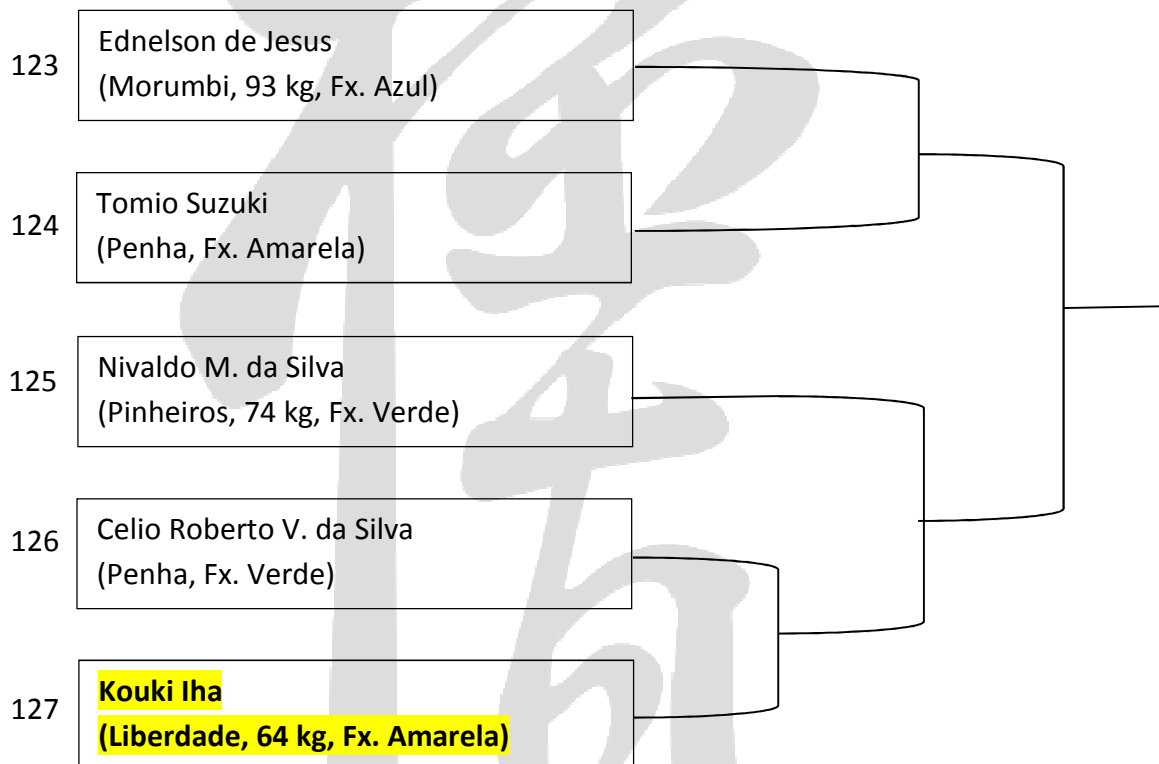 123
Ednelson de Jesus
(Morumbi, 93 kg, Fx. Azul)
124
Tomio Suzuki
(Penha, Fx. Amarela)
125
Nivaldo M. da Silva
(Pinheiros, 74 kg, Fx. Verde)
126
Celio Roberto V. da Silva
(Penha, Fx. Verde)
127
Kouki Iha
(Liberdade, 64 kg, Fx. Amarela)